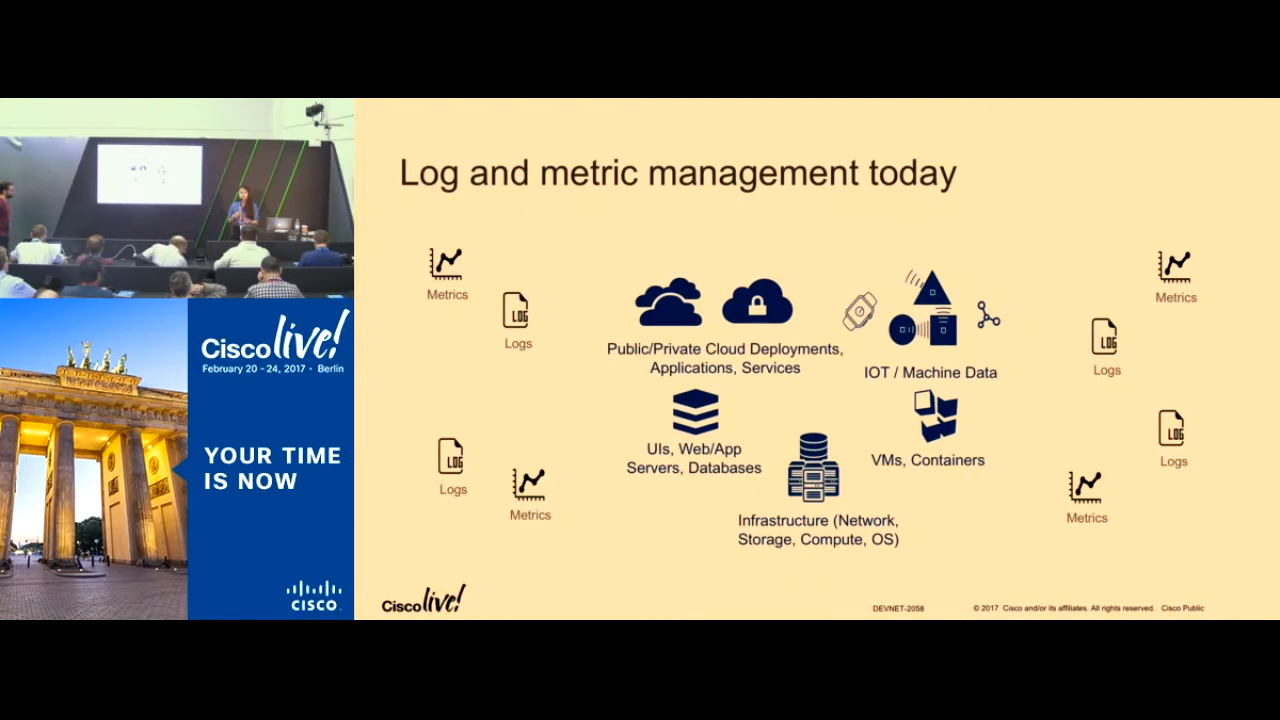 Log and metric management today
Metrics
LOG
Logs
Public/Private Cloud Deployments,
Applications, Services
IOT / Machine Data
Metrics
LOG
Logs
UIs, Web/App
Servers, Databases
VMs, Containers
LOG
Logs
Metrics
Infrastructure (Network,
Storage, Compute, OS)
LOG
Logs
Metrics
Cisco live!
DEVNET-2058
© 2017 Cisco and/or its affiliates. All rights reserved. Cisco Public
Cisco live!
February 20 - 24, 2017 • Berlin
YOUR TIME
IS NOW
CISCO